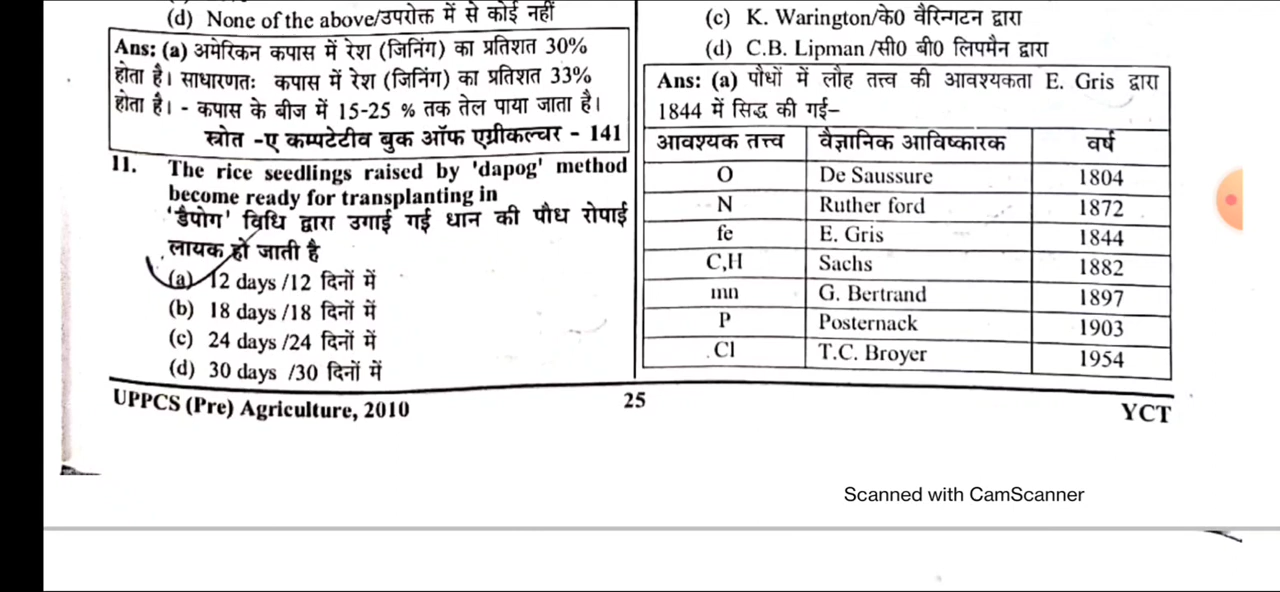 (d) None of the above/उपरोक्त में से कोई नहीं
Ans: (a) अमेरिकन कपास में रेश (जिनिंग) का प्रतिशत 30%
होता है। साधारणतः कपास में रेश (जिनिंग) का प्रतिशत 33%
होता है। - कपास के बीज में 15-25 % तक तेल पाया जाता है।
स्रोत -ए कम्पटेटीव बुक ऑफ एग्रीकल्चर - 141
11. The rice seedlings raised by 'dapog' method
become ready for transplanting in
'डैपोग' विधि द्वारा उगाई गई धान की पौध रोपाई
लायक हो जाती है
(a) 12 days /12 दिनों में
(b) 18 days /18 दिनों में
(c) 24 days /24 दिनों में
(d) 30 days /30 दिनों में
(c) K. Warington/के0 वैरिन्गटन द्वारा
(d) C.B. Lipman /सी0 बी0 लिपमैन द्वारा
Ans: (a) पौधों में लौह तत्त्व की आवश्यकता E. Gris द्वारा
1844 में सिद्ध की गई–
आवश्यक तत्त्व वैज्ञानिक आविष्कारक वर्ष
O De Saussure 1804
N Ruther ford 1872
fe E. Gris 1844
C,H Sachs 1882
mn G. Bertrand 1897
P Posternack 1903
Cl T.C. Broyer 1954
UPPCS (Pre) Agriculture, 2010 25 YCT
Scanned with CamScanner